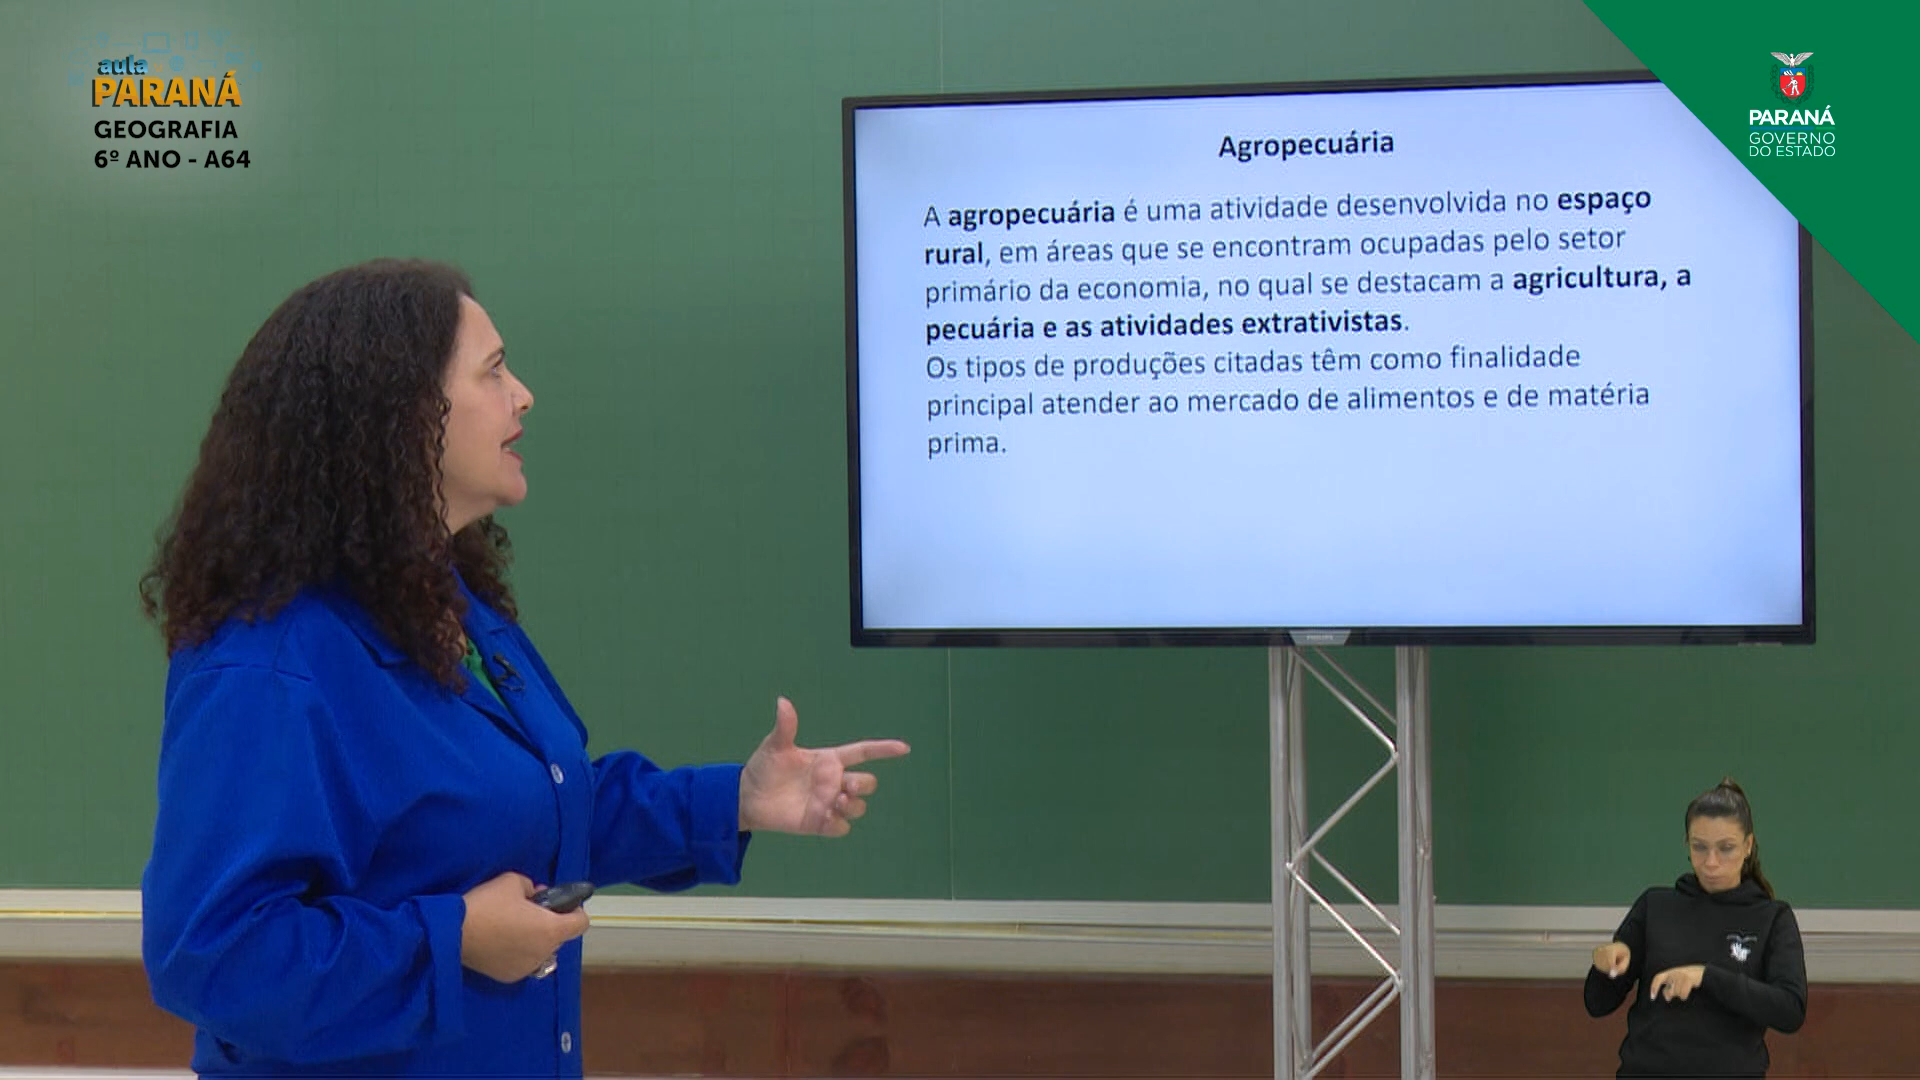 aula
PARANÁ
GEOGRAFIA
6º ANO - A64
PARANÁ
GOVERNO
DO ESTADO
Agropecuária
A agropecuária é uma atividade desenvolvida no espaço
rural, em áreas que se encontram ocupadas pelo setor
primário da economia, no qual se destacam a agricultura, a
pecuária e as atividades extrativistas.
Os tipos de produções citadas têm como finalidade
principal atender ao mercado de alimentos e de matéria
prima.
PHILIPS